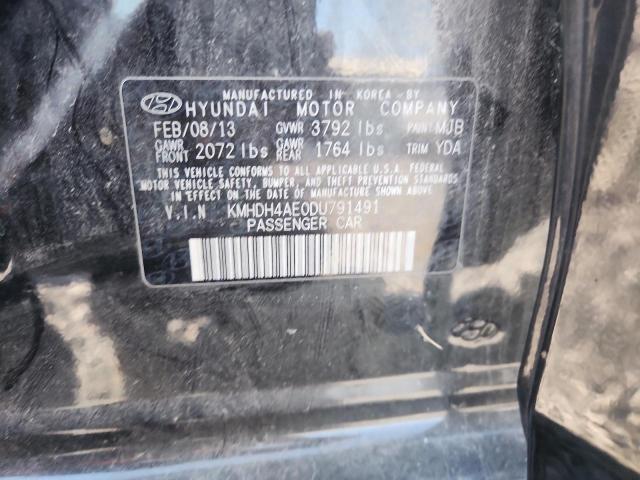 MANUFACTURED IN KOREA BY
HYUNDAI MOTOR COMPANY
FEB/08/13 GVWR 3792 lbs PAINT MJB
GAWR FRONT 2072 lbs GAWR REAR 1764 lbs TRIM YDA
THIS VEHICLE CONFORMS TO ALL APPLICABLE U.S.A. FEDERAL
MOTOR VEHICLE SAFETY, BUMPER, AND THEFT PREVENTION STANDARDS
IN EFFECT ON THE DATE OF MANUFACTURE SHOWN ABOVE.
V.I.N KMHDH4AE0DU791491
PASSENGER CAR